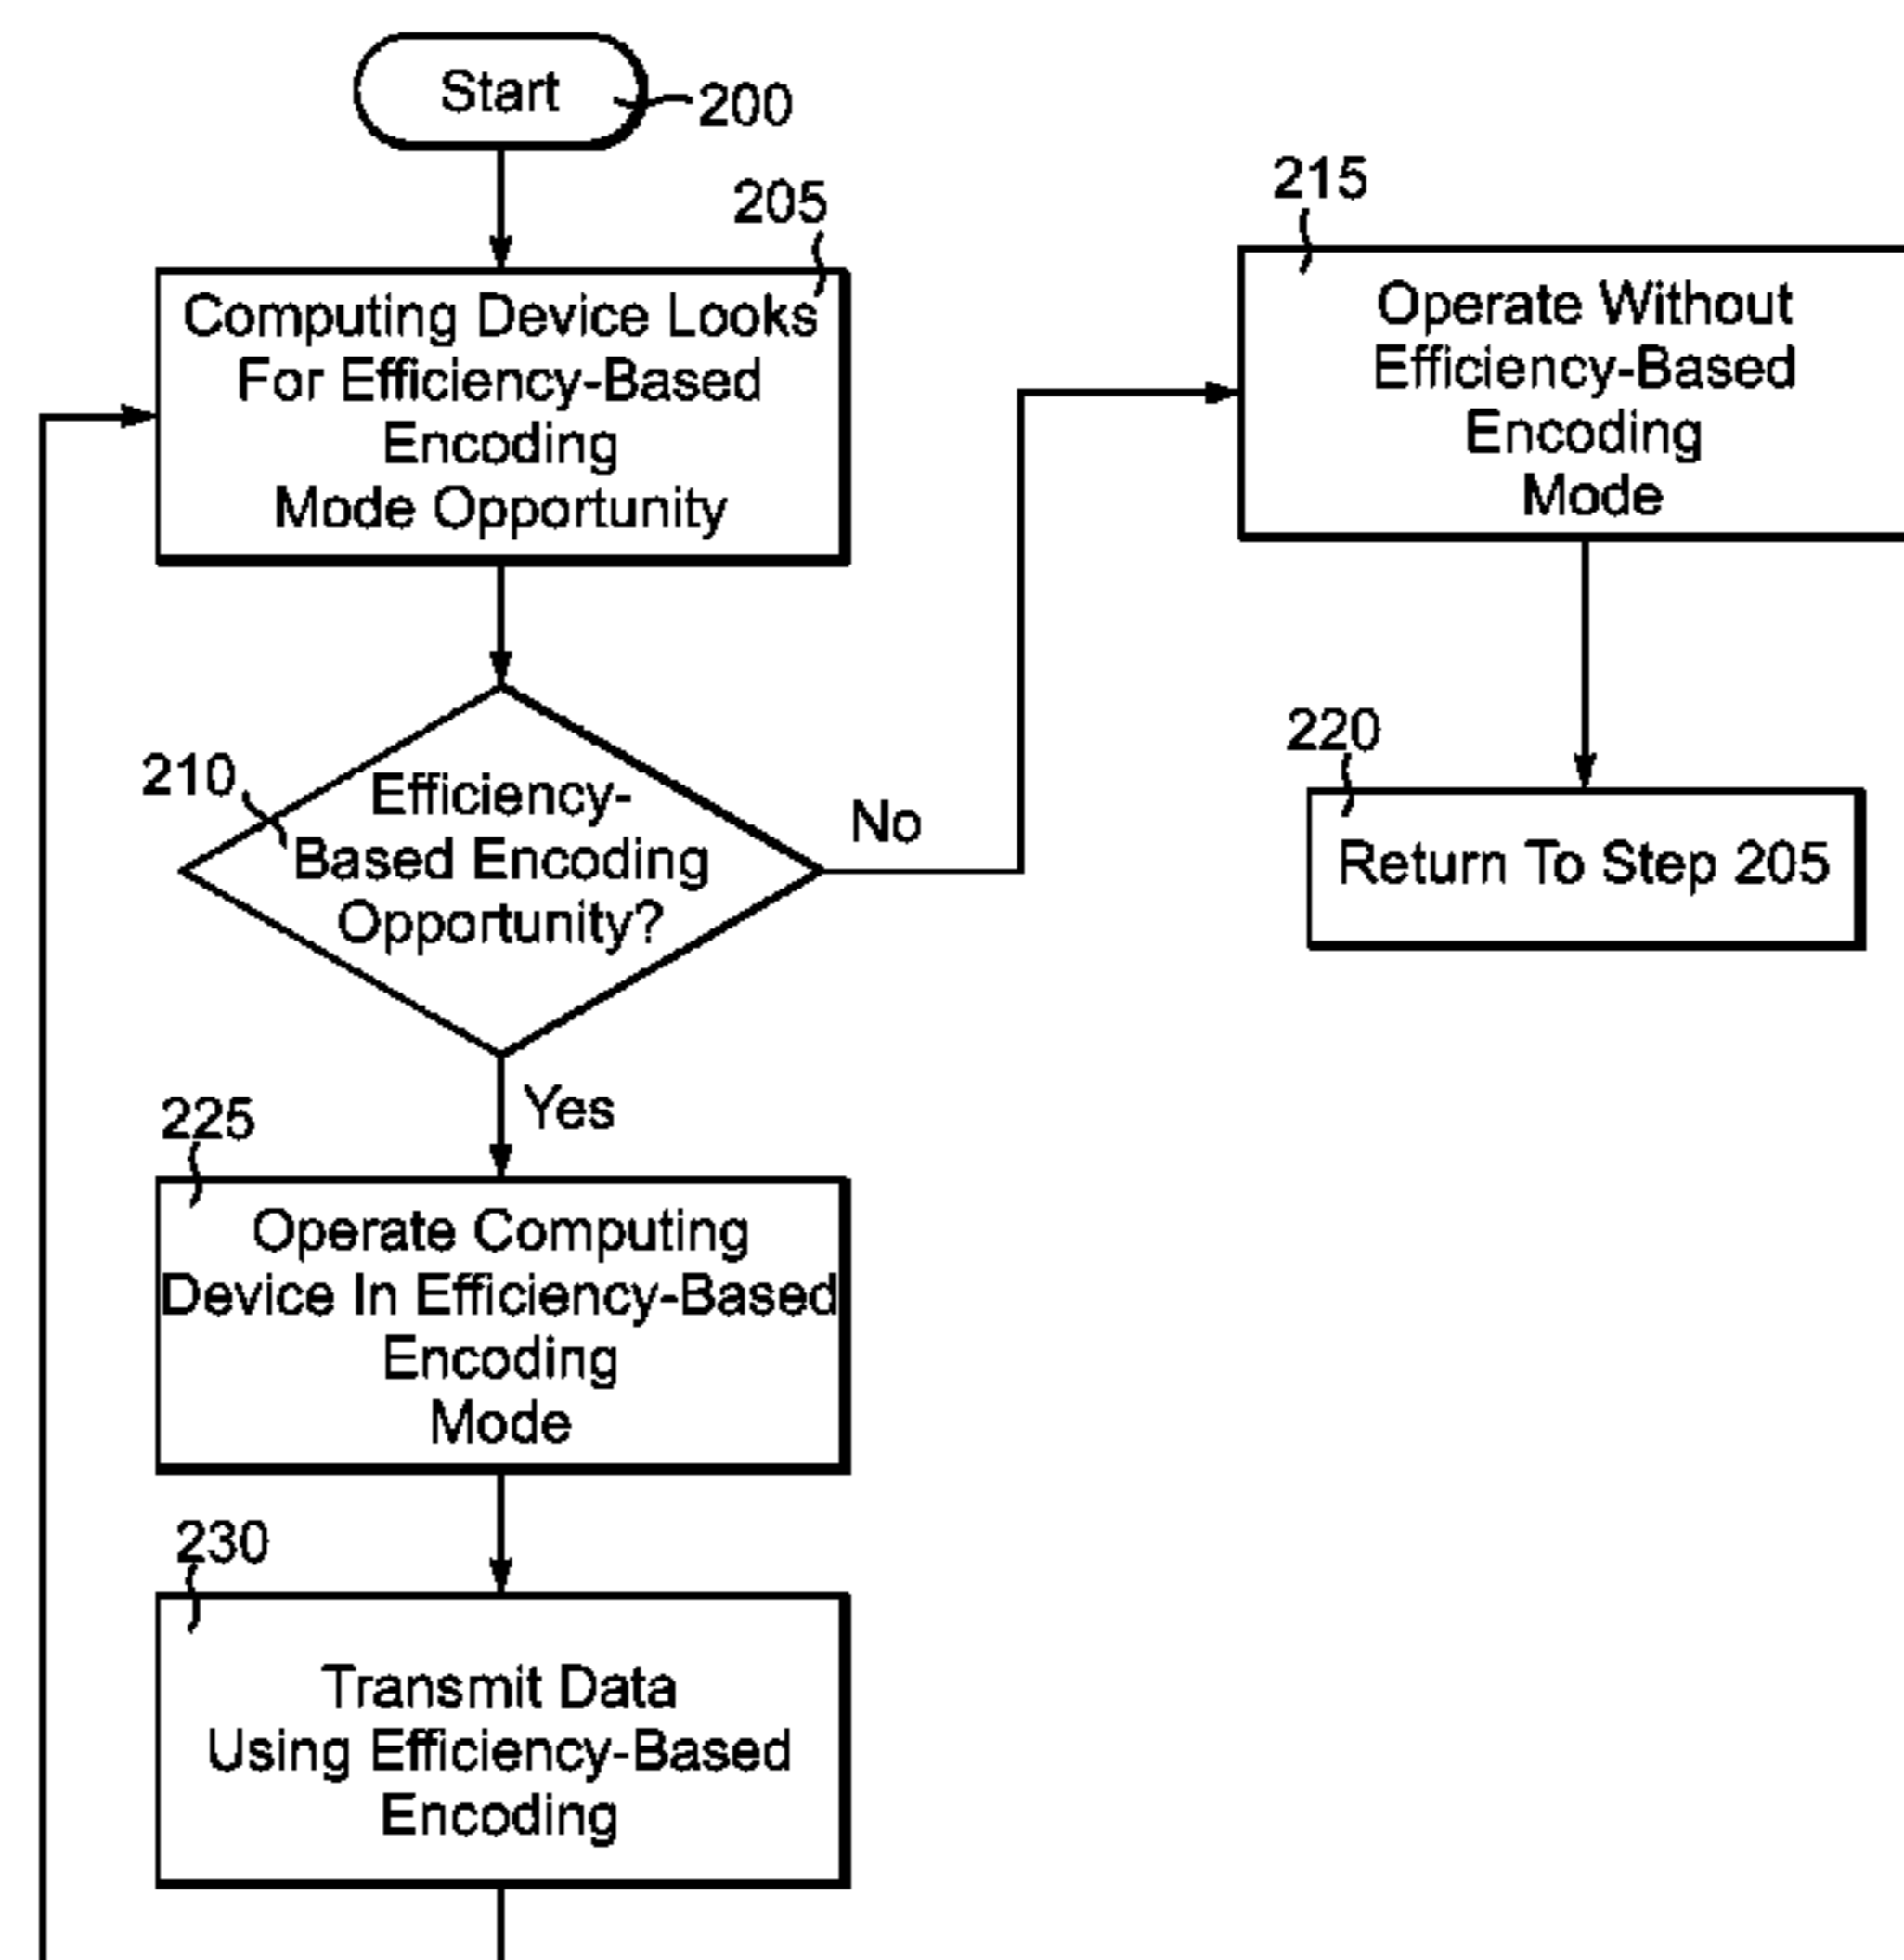 Start
200
205
Computing Device Looks
For Efficiency-Based
Encoding
Mode Opportunity
215
Operate Without
Efficiency-Based
Encoding
Mode
210
Efficiency-
Based Encoding
Opportunity?
No
220
Return To Step 205
Yes
225
Operate Computing
Device In Efficiency-Based
Encoding
Mode
230
Transmit Data
Using Efficiency-Based
Encoding